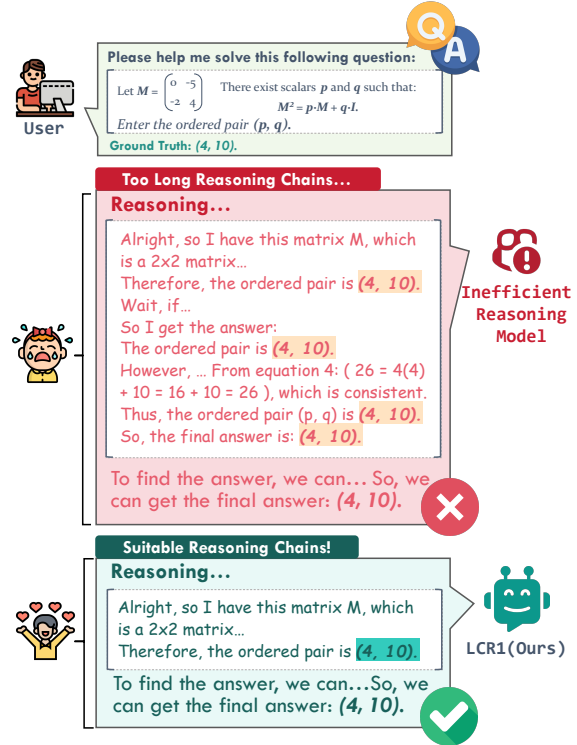 Q
A
Please help me solve this following question:
Let M = ( 0 -5
-2 4 ) There exist scalars p and q such that:
M² = p·M + q·I.
Enter the ordered pair (p, q).
Ground Truth: (4, 10).
User
Too Long Reasoning Chains...
Reasoning...
Alright, so I have this matrix M, which
is a 2x2 matrix...
Therefore, the ordered pair is (4, 10).
Wait, if...
So I get the answer:
The ordered pair is (4, 10).
However, ... From equation 4: ( 26 = 4(4)
+ 10 = 16 + 10 = 26 ), which is consistent.
Thus, the ordered pair (p, q) is (4, 10).
So, the final answer is: (4, 10).
To find the answer, we can... So, we
can get the final answer: (4, 10).
Inefficient
Reasoning
Model
Suitable Reasoning Chains!
Reasoning...
Alright, so I have this matrix M, which
is a 2x2 matrix...
Therefore, the ordered pair is (4, 10).
To find the answer, we can...So, we
can get the final answer: (4, 10).
LCR1(Ours)